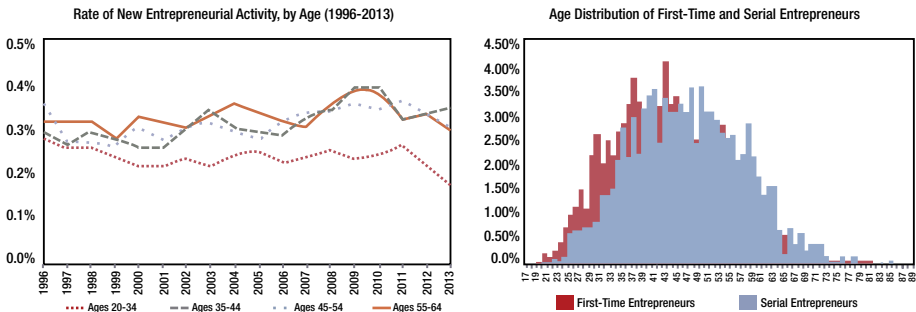 Rate of New Entrepreneurial Activity, by Age (1996-2013)
0.5%
0.4%
0.3%
0.2%
0.1%
0.0%
1996 1997 1998 1999 2000 2001 2002 2003 2004 2005 2006 2007 2008 2009 2010 2011 2012 2013
Ages 20-34 Ages 35-44 Ages 45-54 Ages 55-64
Age Distribution of First-Time and Serial Entrepreneurs
4.50%
4.00%
3.50%
3.00%
2.50%
2.00%
1.50%
1.00%
0.50%
0.0%
17 19 21 23 25 27 29 31 33 35 37 39 41 43 45 47 49 51 53 55 57 59 61 63 65 67 69 71 73 75 77 79 81 83 85 87 89
First-Time Entrepreneurs Serial Entrepreneurs